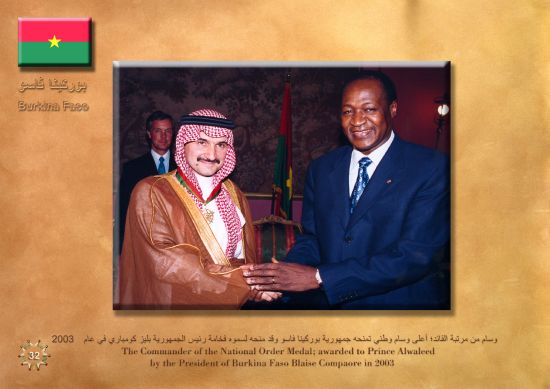 بوركينا فاسو
Burkina Faso
وسام من مرتبة القائد؛ أعلى وسام وطني تمنحه جمهورية بوركينا فاسو وقد منحه لسموه فخامة رئيس الجمهورية بليز كومباري في عام 2003
The Commander of the National Order Medal; awarded to Prince Alwaleed
by the President of Burkina Faso Blaise Compaore in 2003
32